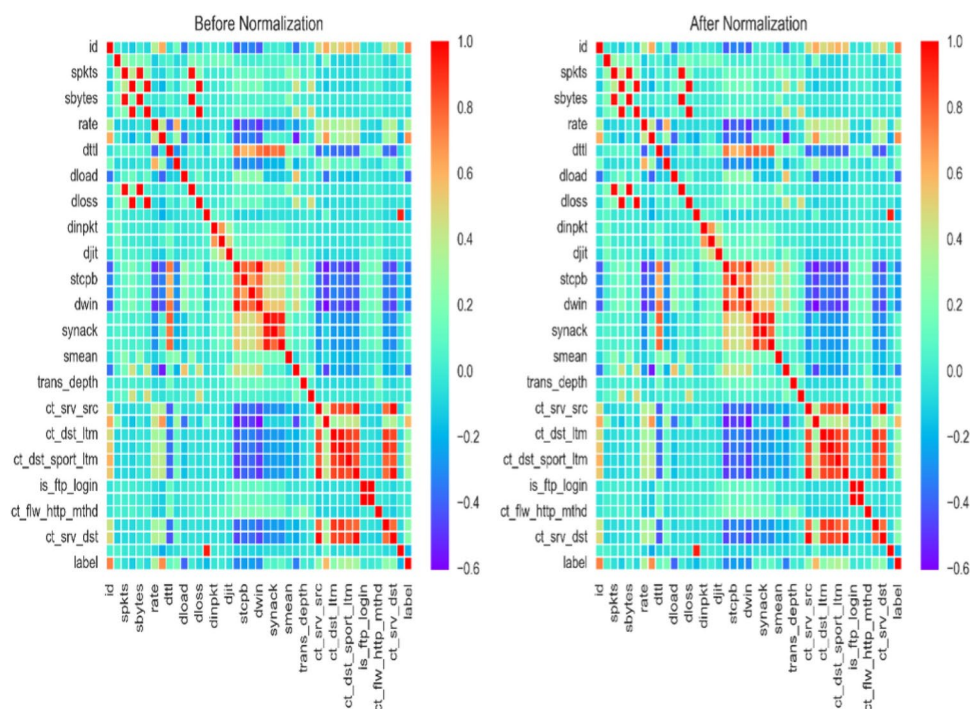 Before Normalization
id
spkts
sbytes
rate
dttl
dload
dloss
dinpkt
djit
stcpb
dwin
synack
smean
trans_depth
ct_srv_src
ct_dst_ltm
ct_dst_sport_ltm
is_ftp_login
ct_flw_http_mthd
ct_srv_dst
label
1.0
0.8
0.6
0.4
0.2
0.0
−0.2
−0.4
−0.6
id
spkts
sbytes
rate
dttl
dload
dloss
dinpkt
djit
stcpb
dwin
synack
smean
trans_depth
ct_srv_src
ct_dst_ltm
ct_dst_sport_ltm
is_ftp_login
ct_flw_http_mthd
ct_srv_dst
label
After Normalization
id
spkts
sbytes
rate
dttl
dload
dloss
dinpkt
djit
stcpb
dwin
synack
smean
trans_depth
ct_srv_src
ct_dst_ltm
ct_dst_sport_ltm
is_ftp_login
ct_flw_http_mthd
ct_srv_dst
label
1.0
0.8
0.6
0.4
0.2
0.0
−0.2
−0.4
−0.6
id
spkts
sbytes
rate
dttl
dload
dloss
dinpkt
djit
stcpb
dwin
synack
smean
trans_depth
ct_srv_src
ct_dst_ltm
ct_dst_sport_ltm
is_ftp_login
ct_flw_http_mthd
ct_srv_dst
label